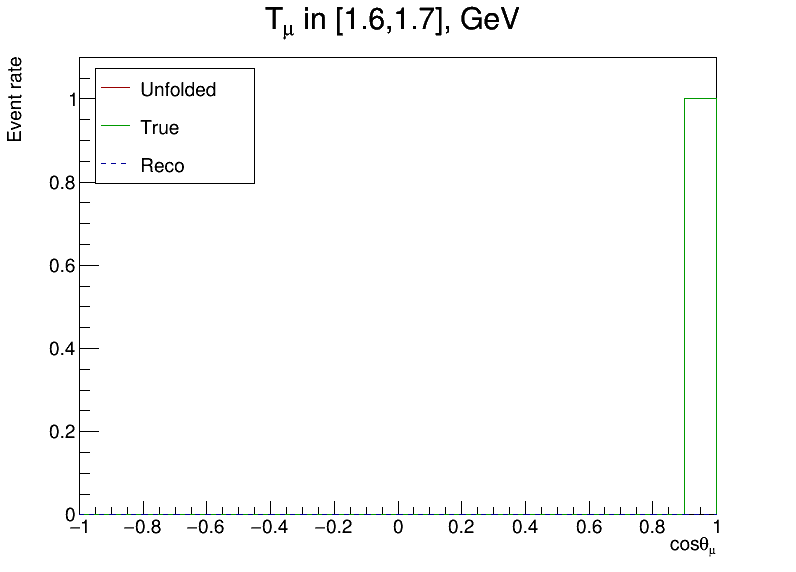 T_μ in [1.6,1.7], GeV
Event rate
Unfolded
True
Reco
1
0.8
0.6
0.4
0.2
0
−1 −0.8 −0.6 −0.4 −0.2 0 0.2 0.4 0.6 0.8 1
cosθ_μ